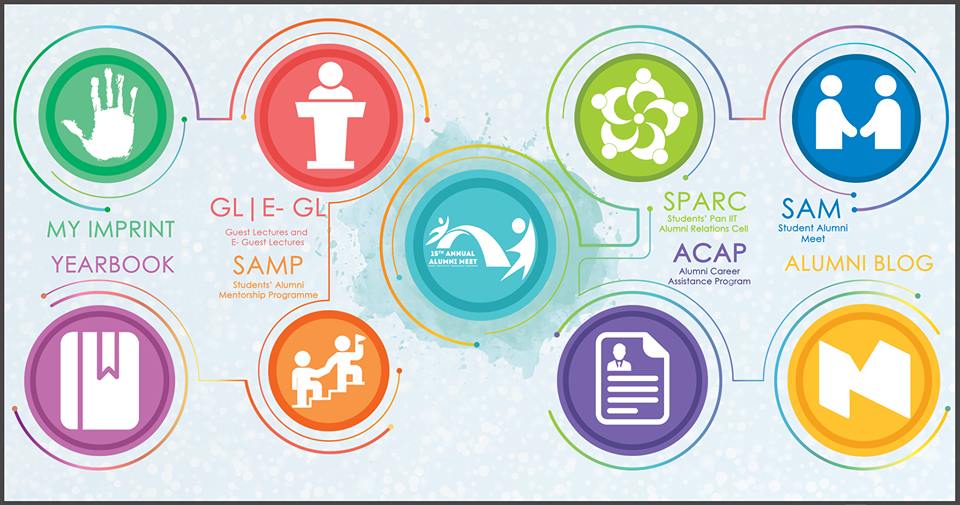 MY IMPRINT
GL|E- GL
Guest Lectures and
E- Guest Lectures
YEARBOOK
SAMP
Students' Alumni
Mentorship Programme
15TH ANNUAL
ALUMNI MEET
SPARC
Students' Pan IIT
Alumni Relations Cell
ACAP
Alumni Career
Assistance Program
SAM
Student Alumni
Meet
ALUMNI BLOG